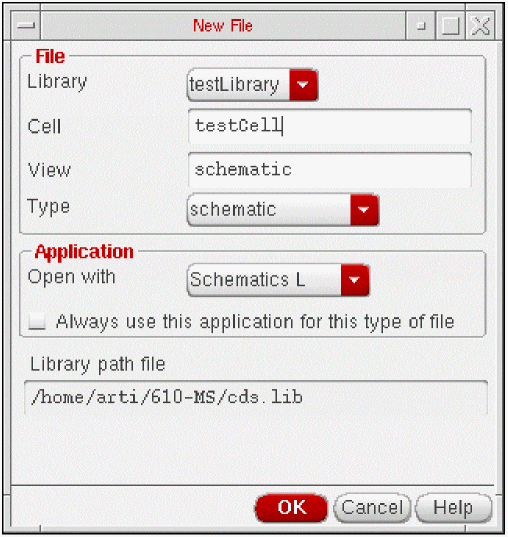 New File
File
Library testLibrary
Cell testCell
View schematic
Type schematic
Application
Open with Schematics L
Always use this application for this type of file
Library path file
/home/arti/610-MS/cds.lib
OK Cancel Help